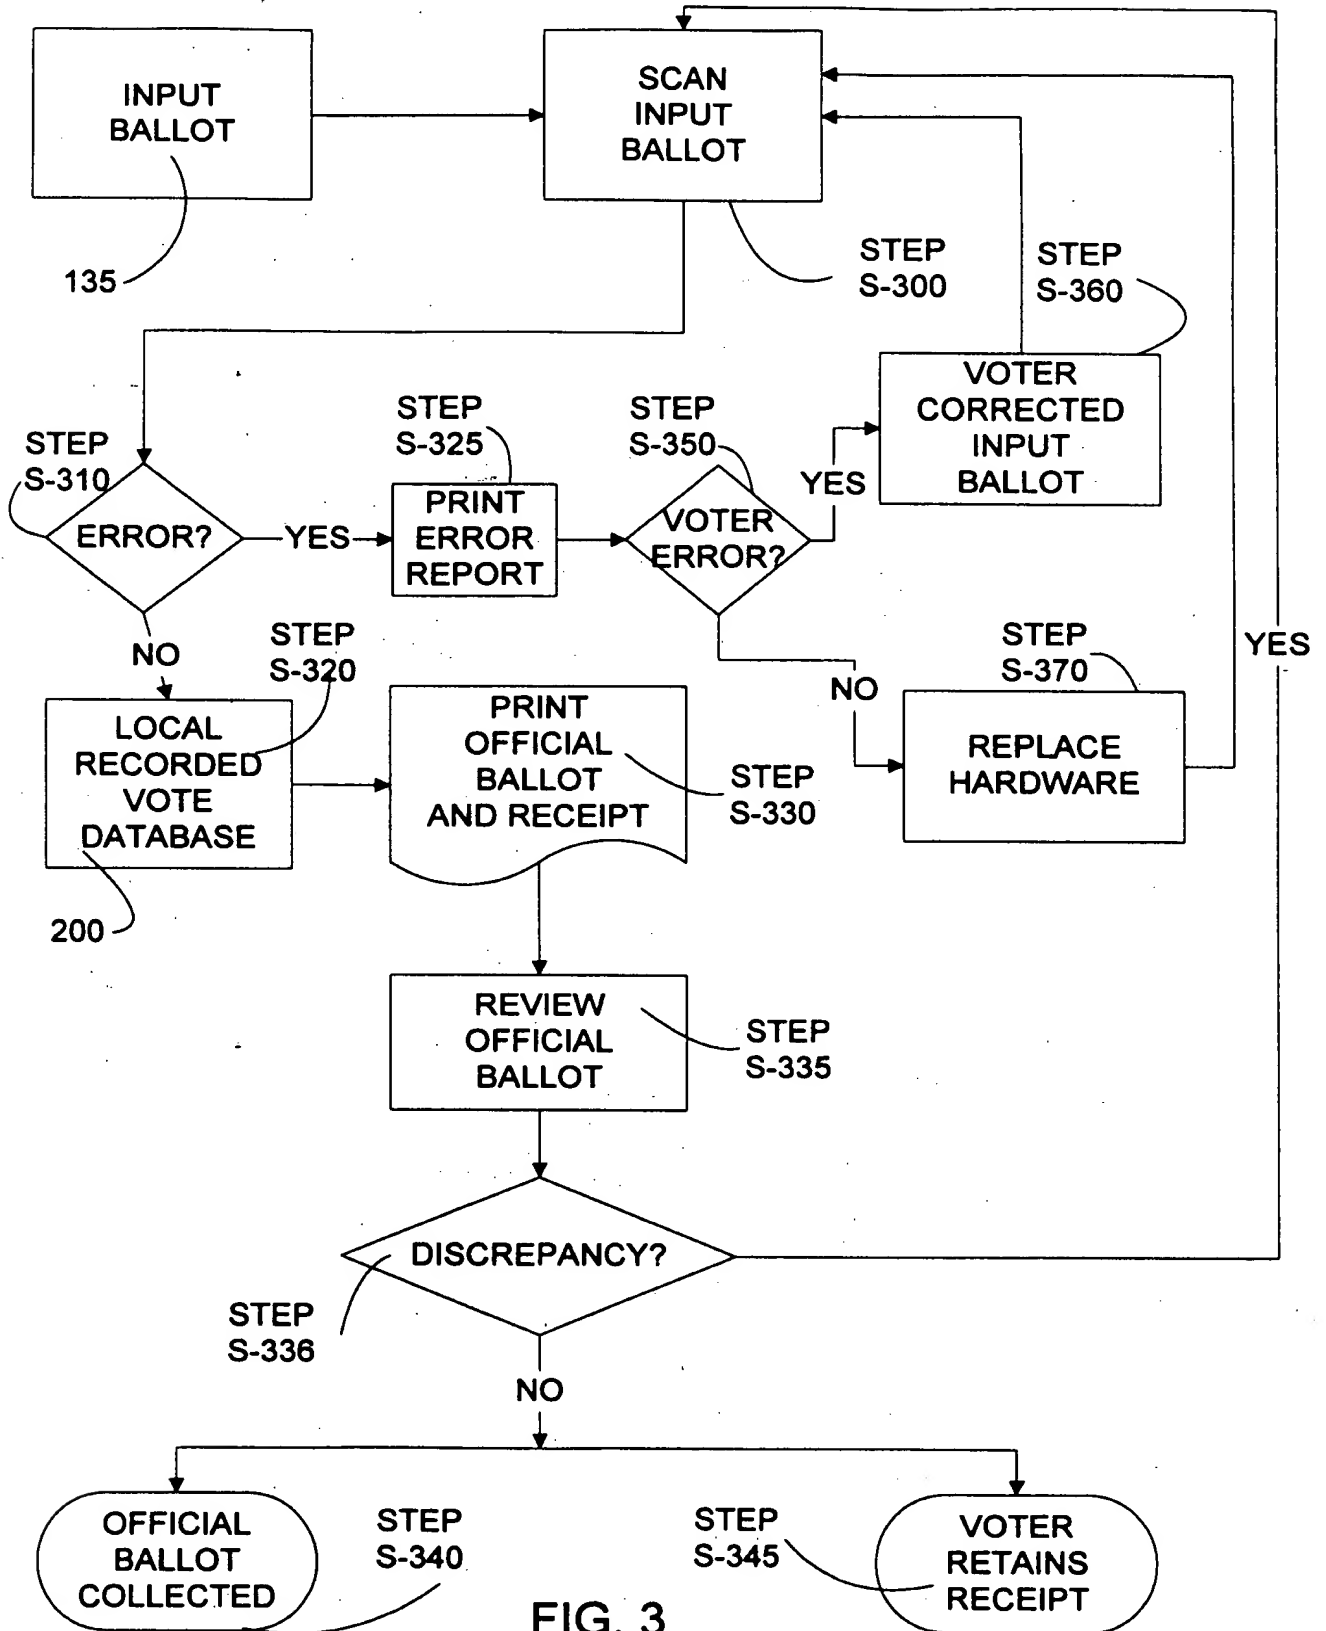 INPUT
BALLOT
135
SCAN
INPUT
BALLOT
STEP
S-300
STEP
S-360
VOTER
CORRECTED
INPUT
BALLOT
STEP
S-310
ERROR?
YES
STEP
S-325
PRINT
ERROR
REPORT
STEP
S-350
VOTER
ERROR?
YES
NO
NO
STEP
S-320
LOCAL
RECORDED
VOTE
DATABASE
200
PRINT
OFFICIAL
BALLOT
AND RECEIPT
STEP
S-330
STEP
S-370
REPLACE
HARDWARE
YES
REVIEW
OFFICIAL
BALLOT
STEP
S-335
DISCREPANCY?
STEP
S-336
NO
OFFICIAL
BALLOT
COLLECTED
STEP
S-340
STEP
S-345
VOTER
RETAINS
RECEIPT
FIG. 3